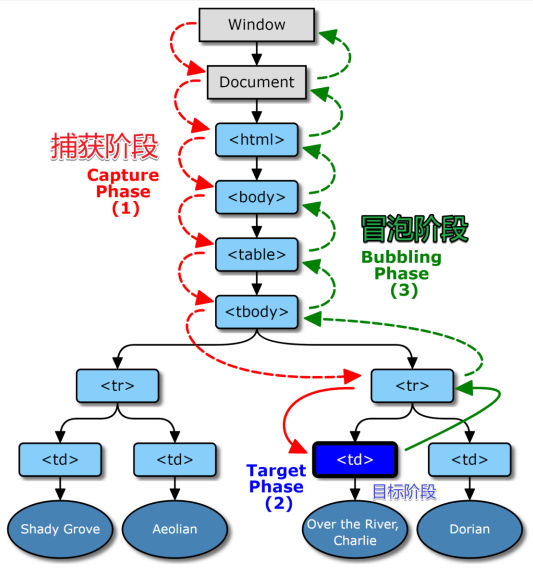 Window
Document
<html>
捕获阶段
Capture
Phase
(1)
<body>
冒泡阶段
<table>
Bubbling
Phase
(3)
<tbody>
<tr>
<tr>
<td>
<td>
Target
Phase
(2)
<td>
<td>
目标阶段
Shady Grove
Aeolian
Over the River,
Charlie
Dorian